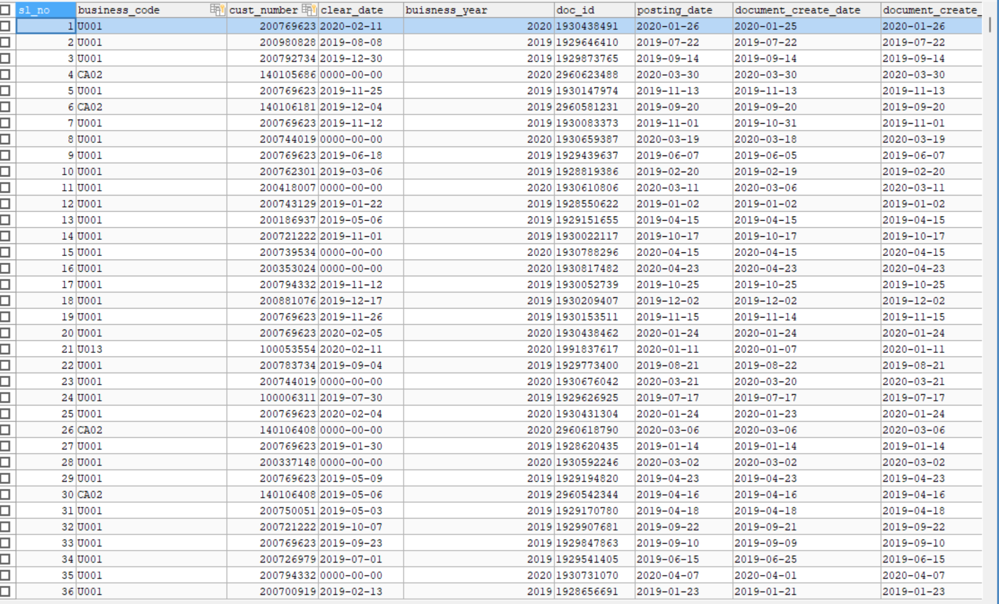 sl_no business_code cust_number clear_date buisness_year doc_id posting_date document_create_date document_create_
1 U001 200769623 2020-02-11 2020 1930438491 2020-01-26 2020-01-25 2020-01-26
2 U001 200980828 2019-08-08 2019 1929646410 2019-07-22 2019-07-22 2019-07-22
3 U001 200792734 2019-12-30 2019 1929873765 2019-09-14 2019-09-14 2019-09-14
4 CA02 140105686 0000-00-00 2020 2960623488 2020-03-30 2020-03-30 2020-03-30
5 U001 200769623 2019-11-25 2019 1930147974 2019-11-13 2019-11-13 2019-11-13
6 CA02 140106181 2019-12-04 2019 2960581231 2019-09-20 2019-09-20 2019-09-20
7 U001 200769623 2019-11-12 2019 1930083373 2019-11-01 2019-10-31 2019-11-01
8 U001 200744019 0000-00-00 2020 1930659387 2020-03-19 2020-03-18 2020-03-19
9 U001 200769623 2019-06-18 2019 1929439637 2019-06-07 2019-06-05 2019-06-07
10 U001 200762301 2019-03-06 2019 1928819386 2019-02-20 2019-02-19 2019-02-20
11 U001 200418007 0000-00-00 2020 1930610806 2020-03-11 2020-03-06 2020-03-11
12 U001 200743129 2019-01-22 2019 1928550622 2019-01-02 2019-01-02 2019-01-02
13 U001 200186937 2019-05-06 2019 1929151655 2019-04-15 2019-04-15 2019-04-15
14 U001 200721222 2019-11-01 2019 1930022117 2019-10-17 2019-10-17 2019-10-17
15 U001 200739534 0000-00-00 2020 1930788296 2020-04-15 2020-04-15 2020-04-15
16 U001 200353024 0000-00-00 2020 1930817482 2020-04-23 2020-04-23 2020-04-23
17 U001 200794332 2019-11-12 2019 1930052739 2019-10-25 2019-10-25 2019-10-25
18 U001 200881076 2019-12-17 2019 1930209407 2019-12-02 2019-12-02 2019-12-02
19 U001 200769623 2019-11-26 2019 1930153511 2019-11-15 2019-11-14 2019-11-15
20 U001 200769623 2020-02-05 2020 1930438462 2020-01-24 2020-01-24 2020-01-24
21 U013 100053554 2020-02-11 2020 1991837617 2020-01-11 2020-01-07 2020-01-11
22 U001 200783734 2019-09-04 2019 1929773400 2019-08-21 2019-08-22 2019-08-21
23 U001 200744019 0000-00-00 2020 1930676042 2020-03-21 2020-03-20 2020-03-21
24 U001 100006311 2019-07-30 2019 1929626925 2019-07-17 2019-07-17 2019-07-17
25 U001 200769623 2020-02-04 2020 1930431304 2020-01-24 2020-01-23 2020-01-24
26 CA02 140106408 0000-00-00 2020 2960618790 2020-03-06 2020-03-06 2020-03-06
27 U001 200769623 2019-01-30 2019 1928620435 2019-01-14 2019-01-14 2019-01-14
28 U001 200337148 0000-00-00 2020 1930592246 2020-03-02 2020-03-02 2020-03-02
29 U001 200769623 2019-05-09 2019 1929194820 2019-04-23 2019-04-23 2019-04-23
30 CA02 140106408 2019-05-06 2019 2960542344 2019-04-16 2019-04-16 2019-04-16
31 U001 200750051 2019-05-03 2019 1929170780 2019-04-18 2019-04-18 2019-04-18
32 U001 200721222 2019-10-07 2019 1929907681 2019-09-22 2019-09-21 2019-09-22
33 U001 200769623 2019-09-23 2019 1929847863 2019-09-10 2019-09-09 2019-09-10
34 U001 200726979 2019-07-01 2019 1929541405 2019-06-15 2019-06-25 2019-06-15
35 U001 200794332 0000-00-00 2020 1930731070 2020-04-07 2020-04-01 2020-04-07
36 U001 200700919 2019-02-13 2019 1928656691 2019-01-23 2019-01-21 2019-01-23